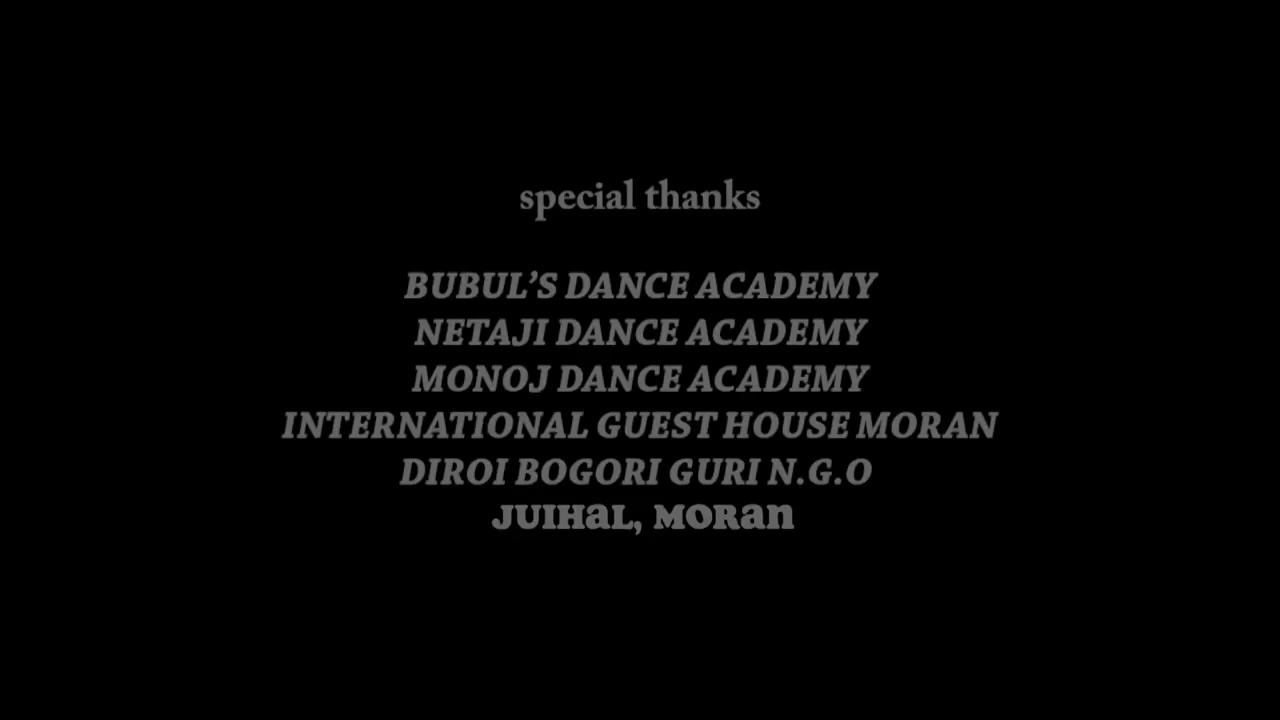 special thanks
BUBUL’S DANCE ACADEMY
NETAJI DANCE ACADEMY
MONOJ DANCE ACADEMY
INTERNATIONAL GUEST HOUSE MORAN
DIROI BOGORI GURI N.G.O
JUIHaL, MORan